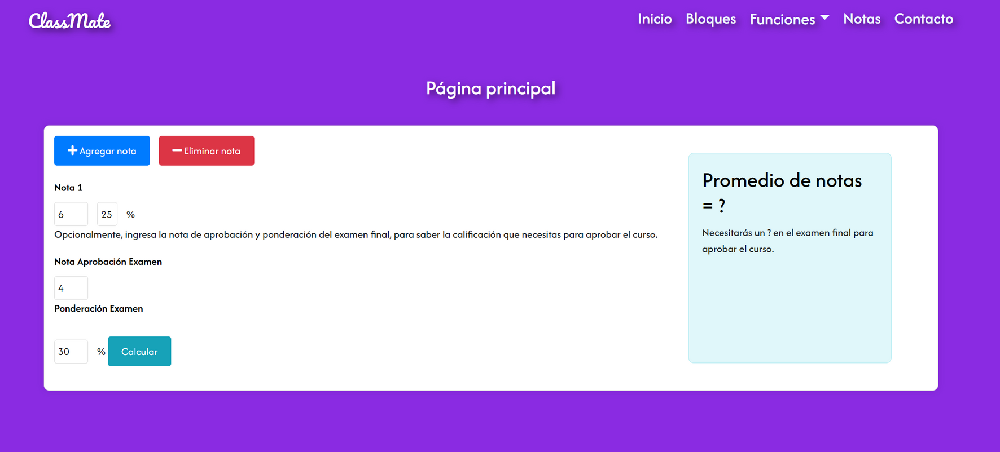 ClassMate
Inicio Bloques Funciones Notas Contacto
Página principal
Agregar nota
Eliminar nota
Nota 1
6 25 %
Opcionalmente, ingresa la nota de aprobación y ponderación del examen final, para saber la calificación que necesitas para aprobar el curso.
Nota Aprobación Examen
4
Ponderación Examen
30 % Calcular
Promedio de notas
= ?
Necesitarás un ? en el examen final para
aprobar el curso.